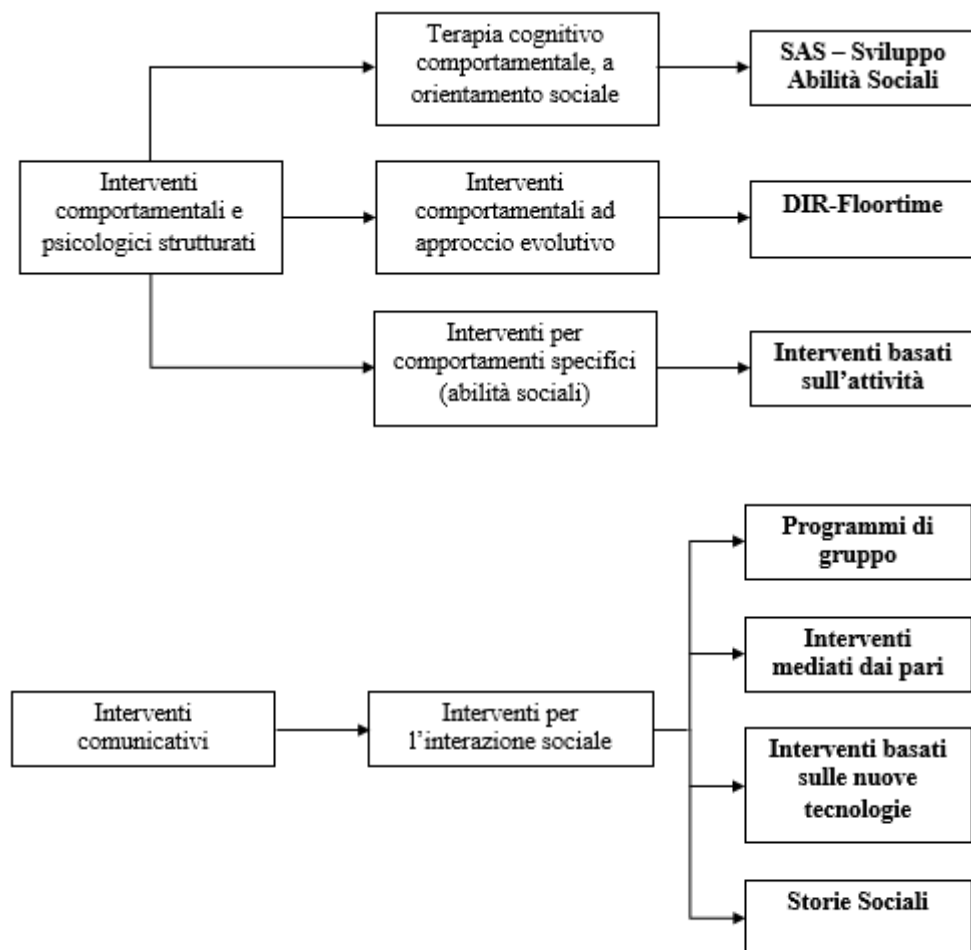 Terapia cognitivo
comportamentale, a
orientamento sociale
SAS – Sviluppo
Abilità Sociali
Interventi
comportamentali e
psicologici strutturati
Interventi
comportamentali ad
approccio evolutivo
DIR-Floortime
Interventi per
comportamenti specifici
(abilità sociali)
Interventi basati
sull’attività
Programmi di
gruppo
Interventi
mediati dai pari
Interventi
comunicativi
Interventi per
l’interazione sociale
Interventi basati
sulle nuove
tecnologie
Storie Sociali